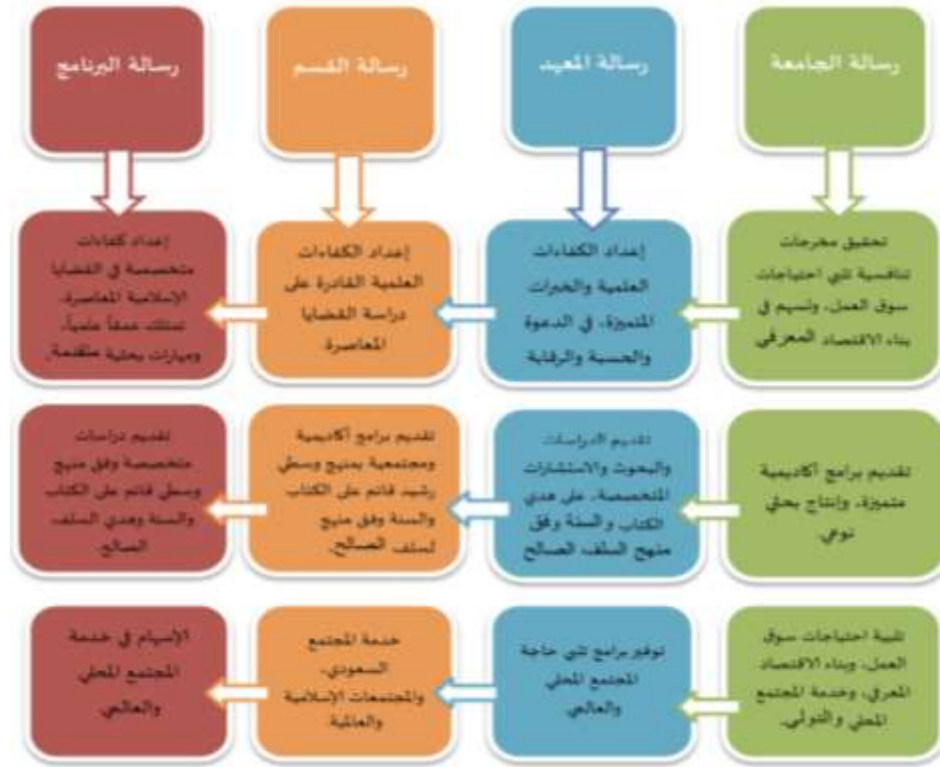 رسالة الجامعة
رسالة المعهد
رسالة القسم
رسالة البرنامج
تحقيق مخرجات
تنافسية تلبي احتياجات
سوق العمل، وتسهم في
بناء الاقتصاد المعرفي
إعداد الكفاءات
العلمية والخبرات
المتميزة، في الدعوة
والحسبة والرقابة
إعداد الكفاءات
العلمية القادرة على
دراسة القضايا
المعاصرة
إعداد كفاءات
متخصصة في القضايا
الإسلامية المعاصرة،
تمتلك عمقاً علمياً،
ومهارات بحثية متقدمة.
تقديم برامج أكاديمية
متميزة، وإنتاج بحثي
نوعي.
تقديم الدراسات
والبحوث والاستشارات
المتخصصة، على هدي
الكتاب والسنة وفق
منهج السلف الصالح
تقديم برامج أكاديمية
ومجتمعية بمنهج وسطي
رشيد قائم على الكتاب
والسنة وفق منهج
لسلف الصالح.
تقديم دراسات
متخصصة وفق منهج
وسطي قائم على الكتاب
والسنة وهدي السلف
الصالح.
تلبية احتياجات سوق
العمل، وبناء الاقتصاد
المعرفي، وخدمة المجتمع
المحلي والدولي.
توفير برامج تلبي حاجة
المجتمع المحلي
والعالمي
خدمة المجتمع
السعودي،
والمجتمعات الإسلامية
والعالمية
الإسهام في خدمة
المجتمع المحلي
والعالمي